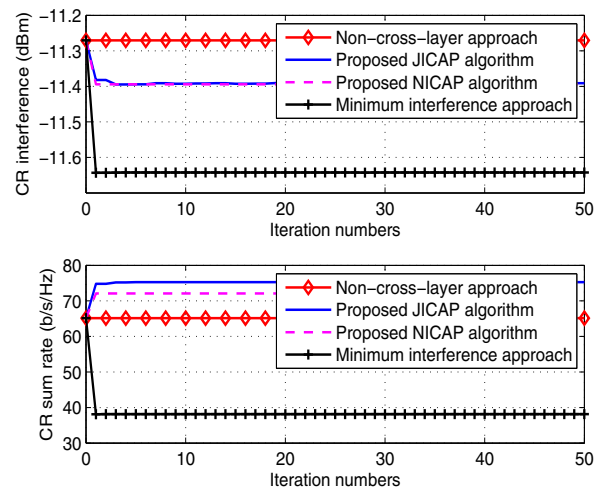 −11.2
−11.3
−11.4
−11.5
−11.6
CR interference (dBm)
Non−cross−layer approach
Proposed JICAP algorithm
Proposed NICAP algorithm
Minimum interference approach
0 10 20 30 40 50
Iteration numbers
80
70
60
50
40
30
CR sum rate (b/s/Hz)
Non−cross−layer approach
Proposed JICAP algorithm
Proposed NICAP algorithm
Minimum interference approach
0 10 20 30 40 50
Iteration numbers